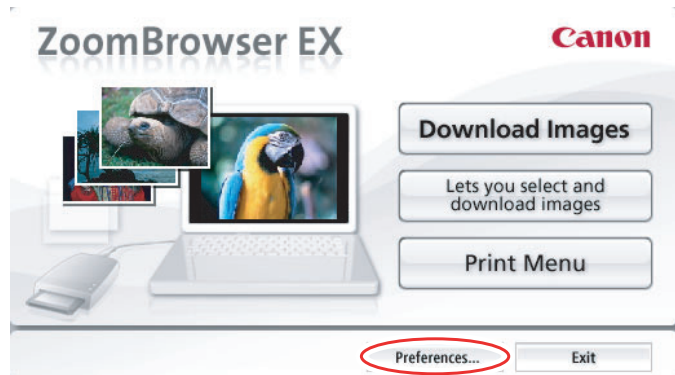 ZoomBrowser EX
Canon
Download Images
Lets you select and
download images
Print Menu
Preferences...
Exit